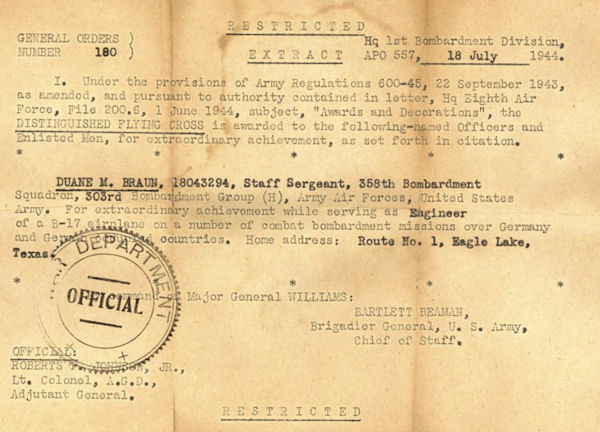 RESTRICTED
GENERAL ORDERS )
NUMBER 180 )
Hq 1st Bombardment Division,
EXTRACT
APO 557, 18 July 1944.
I. Under the provisions of Army Regulations 600-45, 22 September 1943,
as amended, and pursuant to authority contained in letter, Hq Eighth Air
Force, File 200.6, 1 June 1944, subject, "Awards and Decorations", the
DISTINGUISHED FLYING CROSS is awarded to the following-named Officers and
Enlisted Men, for extraordinary achievement, as set forth in citation.
* * * * *
DUANE M. BRAUN, 18043294, Staff Sergeant, 358th Bombardment
Squadron, 303rd Bombardment Group (H), Army Air Forces, United States
Army. For extraordinary achievement while serving as Engineer
of a B-17 airplane on a number of combat bombardment missions over Germany
and countries. Home address: Route No. 1, Eagle Lake,
Texas.
* * * *
command of Major General WILLIAMS:
DEPARTMENT
OFFICIAL
BARTLETT BEAMAN,
Brigadier General, U. S. Army,
Chief of Staff.
OFFICIAL:
JOHNSON, JR.,
Lt. Colonel, A.G.D.,
Adjutant General.
RESTRICTED